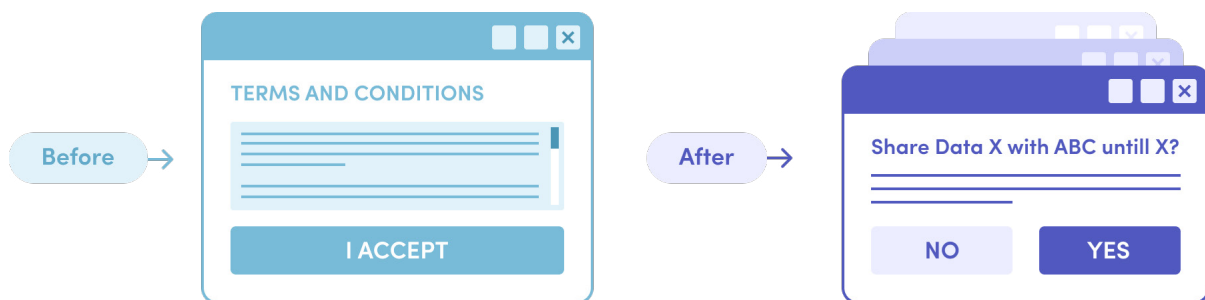 Before
TERMS AND CONDITIONS
I ACCEPT
After
Share Data X with ABC untill X?
NO
YES